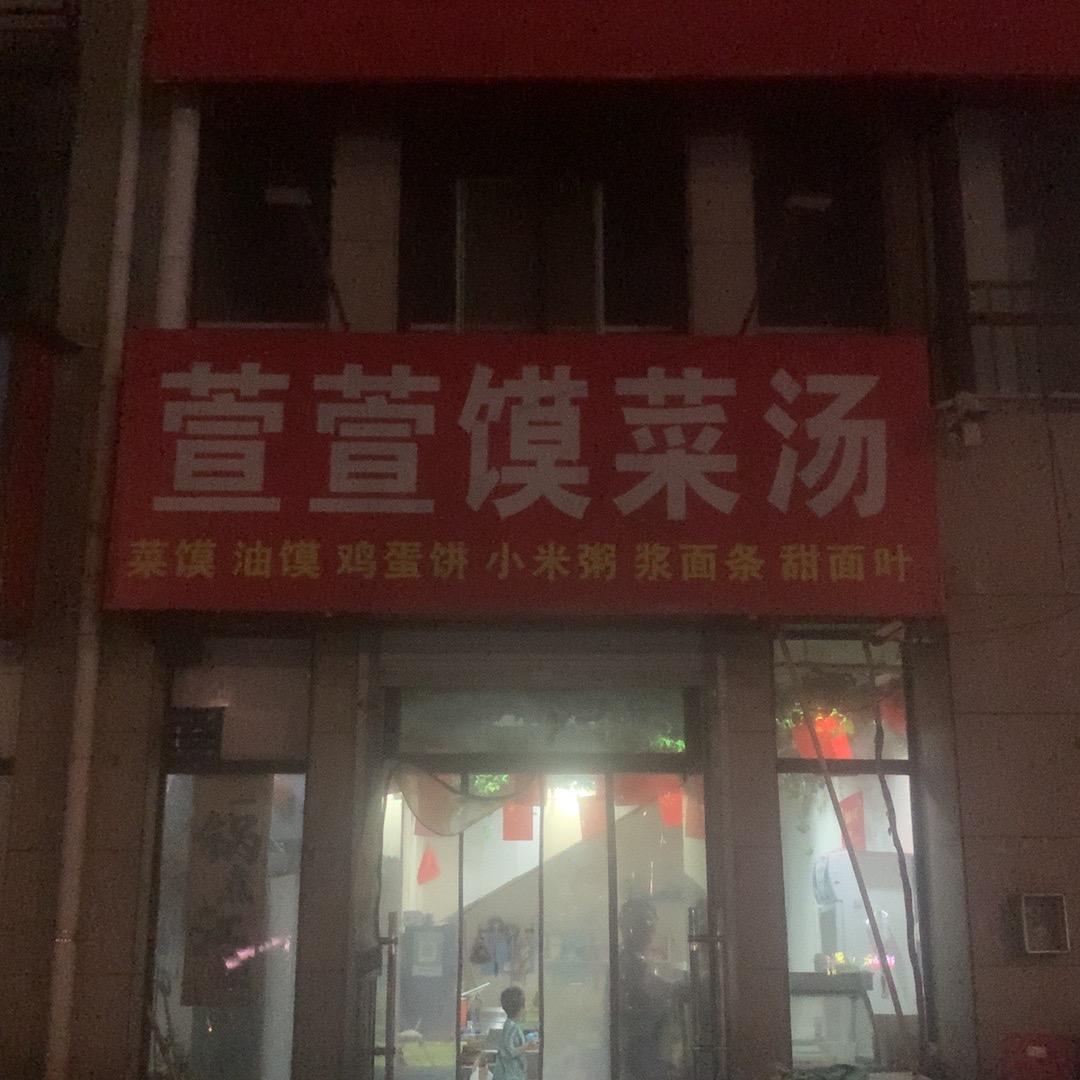 萱萱馍菜汤
菜馍 油馍 鸡蛋饼 小米粥 浆面条 甜面叶